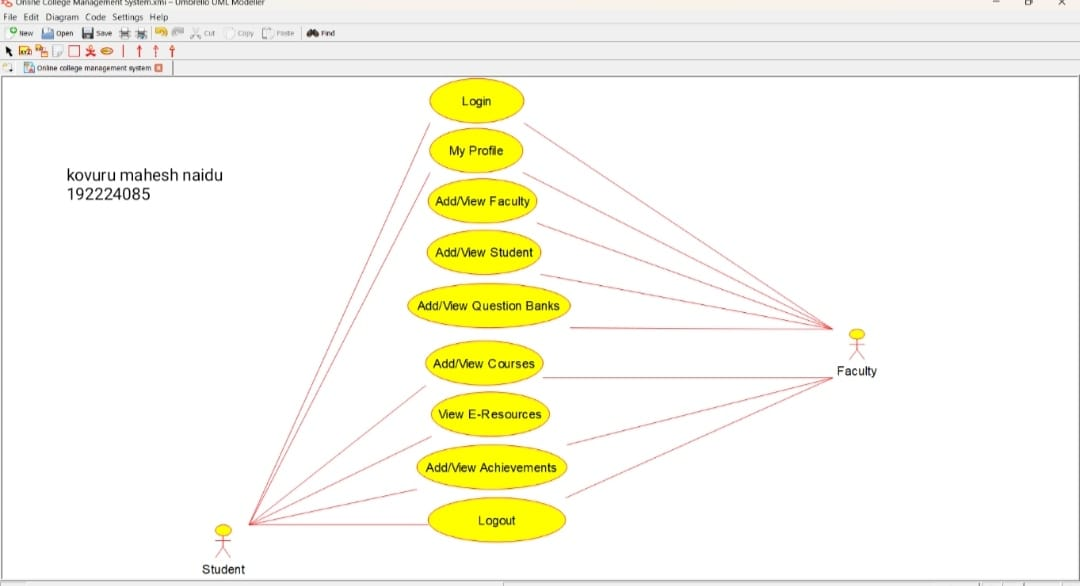 Online College Management System.xmi – Umbrello UML Modeller
File Edit Diagram Code Settings Help
New Open Save Cut Copy Paste Find
Online college management system
Login
My Profile
kovuru mahesh naidu
192224085
Add/View Faculty
Add/View Student
Add/View Question Banks
Add/View Courses
Faculty
View E-Resources
Add/View Achievements
Logout
Student